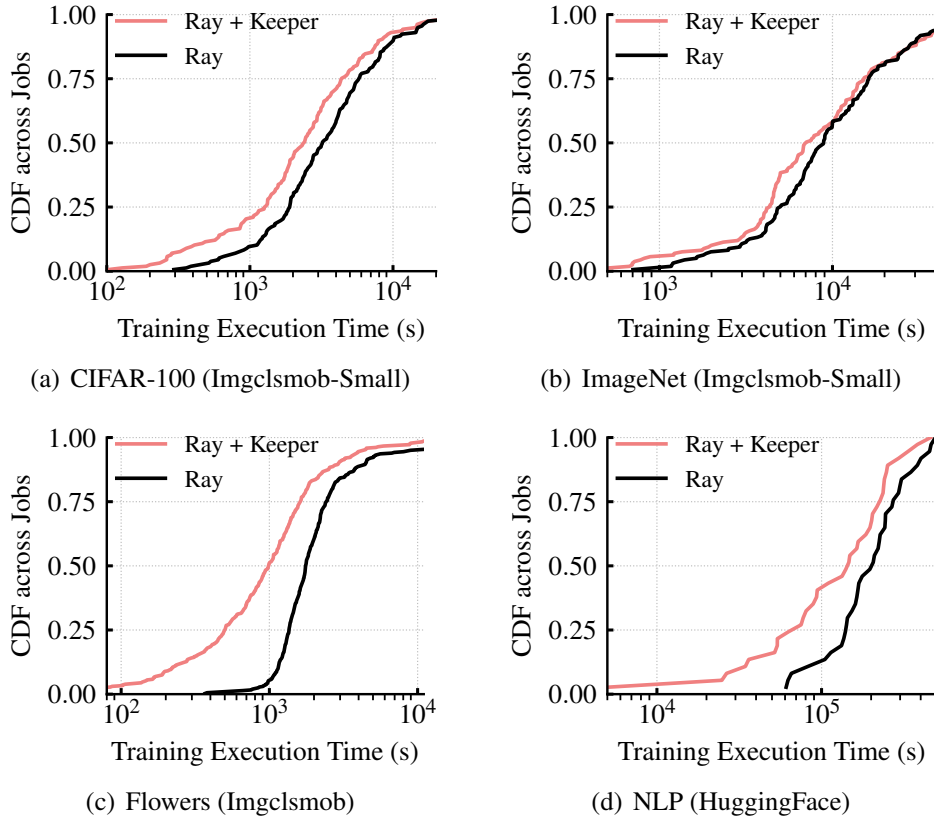 1.00
Ray + Keeper
Ray
0.75
0.50
0.25
0.00
CDF across Jobs
10^2
10^3
10^4
Training Execution Time (s)
(a) CIFAR-100 (Imgclsmob-Small)
1.00
Ray + Keeper
Ray
0.75
0.50
0.25
0.00
CDF across Jobs
10^3
10^4
Training Execution Time (s)
(b) ImageNet (Imgclsmob-Small)
1.00
Ray + Keeper
Ray
0.75
0.50
0.25
0.00
CDF across Jobs
10^2
10^3
10^4
Training Execution Time (s)
(c) Flowers (Imgclsmob)
1.00
Ray + Keeper
Ray
0.75
0.50
0.25
0.00
CDF across Jobs
10^4
10^5
Training Execution Time (s)
(d) NLP (HuggingFace)